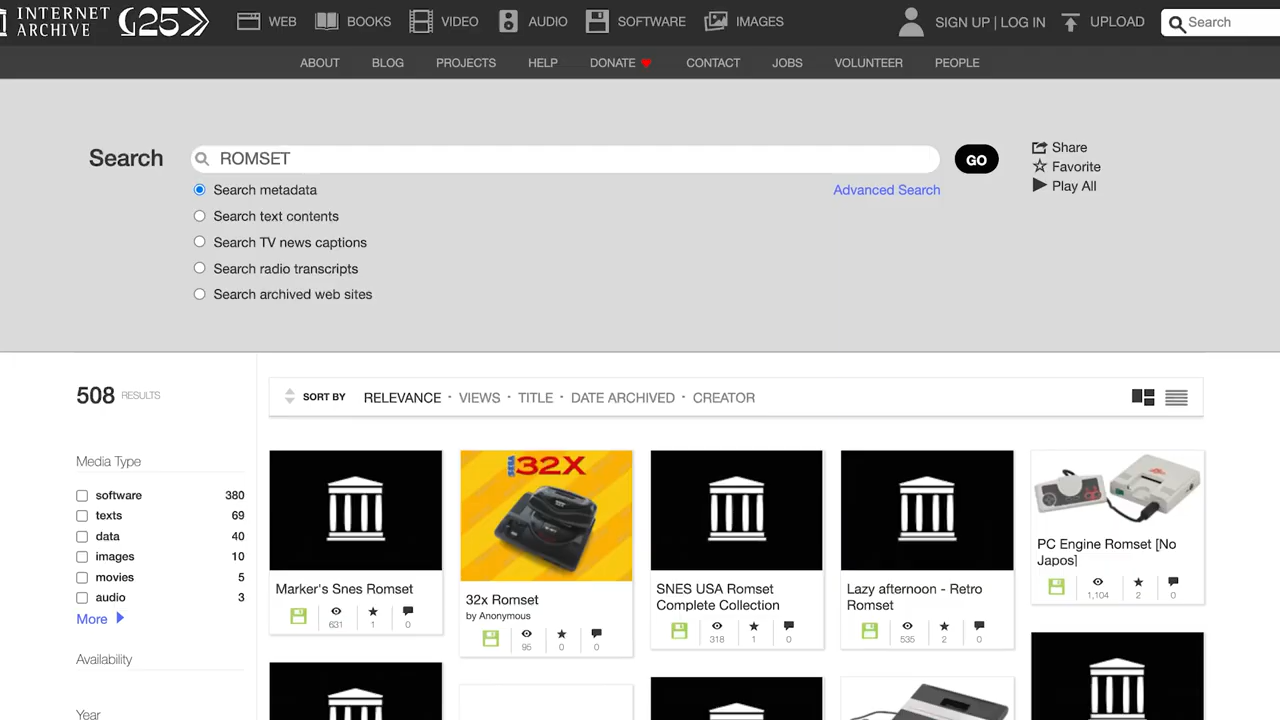 INTERNET
ARCHIVE
25
WEB
BOOKS
VIDEO
AUDIO
SOFTWARE
IMAGES
SIGN UP | LOG IN
UPLOAD
Search
ABOUT
BLOG
PROJECTS
HELP
DONATE
CONTACT
JOBS
VOLUNTEER
PEOPLE
Search
ROMSET
GO
Share
Favorite
Play All
Search metadata
Advanced Search
Search text contents
Search TV news captions
Search radio transcripts
Search archived web sites
508 RESULTS
SORT BY RELEVANCE · VIEWS · TITLE · DATE ARCHIVED · CREATOR
Media Type
software 380
texts 69
data 40
images 10
movies 5
audio 3
More
Availability
Year
Marker's Snes Romset
631 1 0
SEGA 32X
32x Romset
by Anonymous
95 0 0
SNES USA Romset
Complete Collection
318 1 0
Lazy afternoon - Retro
Romset
535 2 0
PC Engine Romset [No
Japos]
1,104 2 0